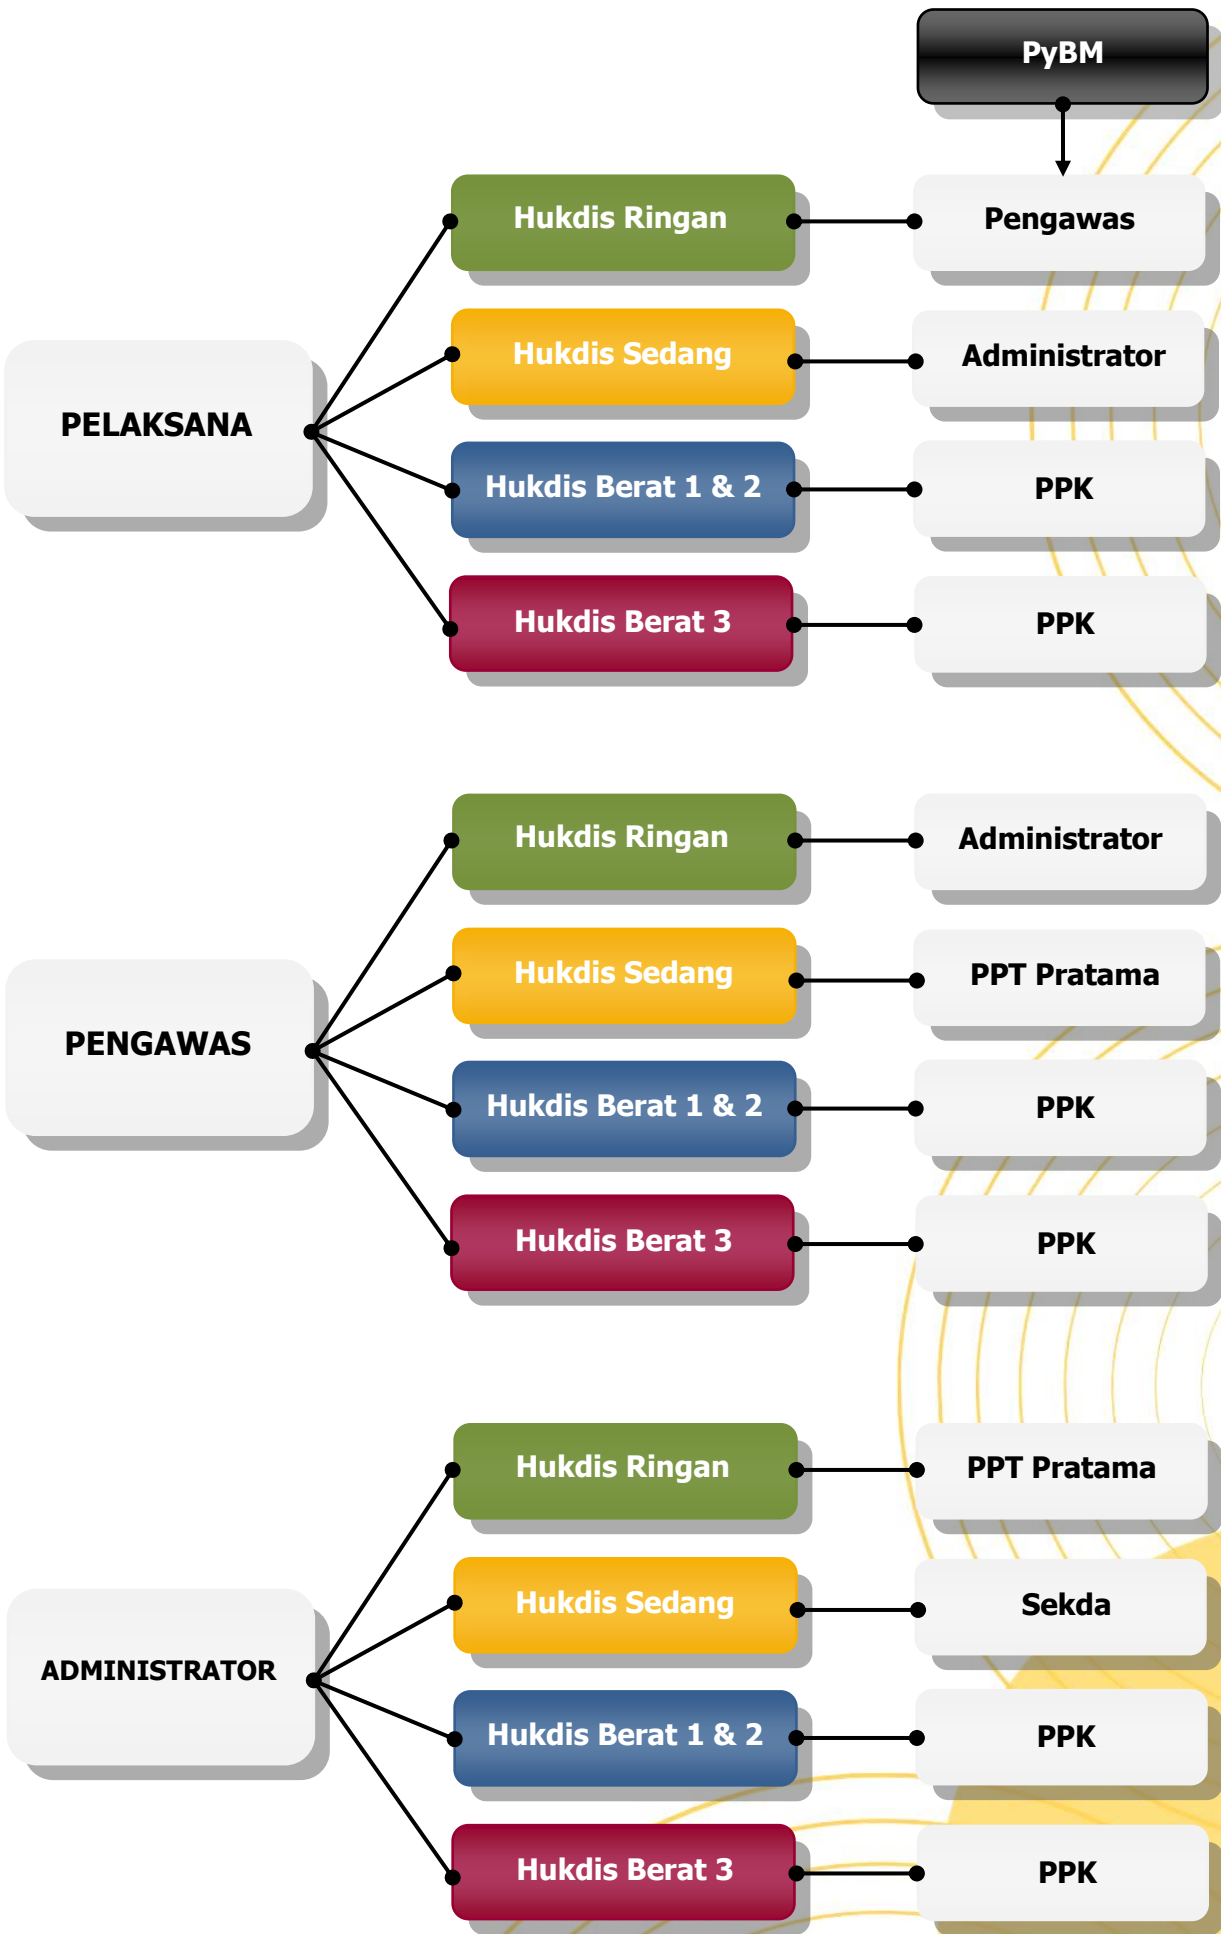 PyBM
Hukdis Ringan
Pengawas
Hukdis Sedang
Administrator
PELAKSANA
Hukdis Berat 1 & 2
PPK
Hukdis Berat 3
PPK
Hukdis Ringan
Administrator
Hukdis Sedang
PPT Pratama
PENGAWAS
Hukdis Berat 1 & 2
PPK
Hukdis Berat 3
PPK
Hukdis Ringan
PPT Pratama
Hukdis Sedang
Sekda
ADMINISTRATOR
Hukdis Berat 1 & 2
PPK
Hukdis Berat 3
PPK